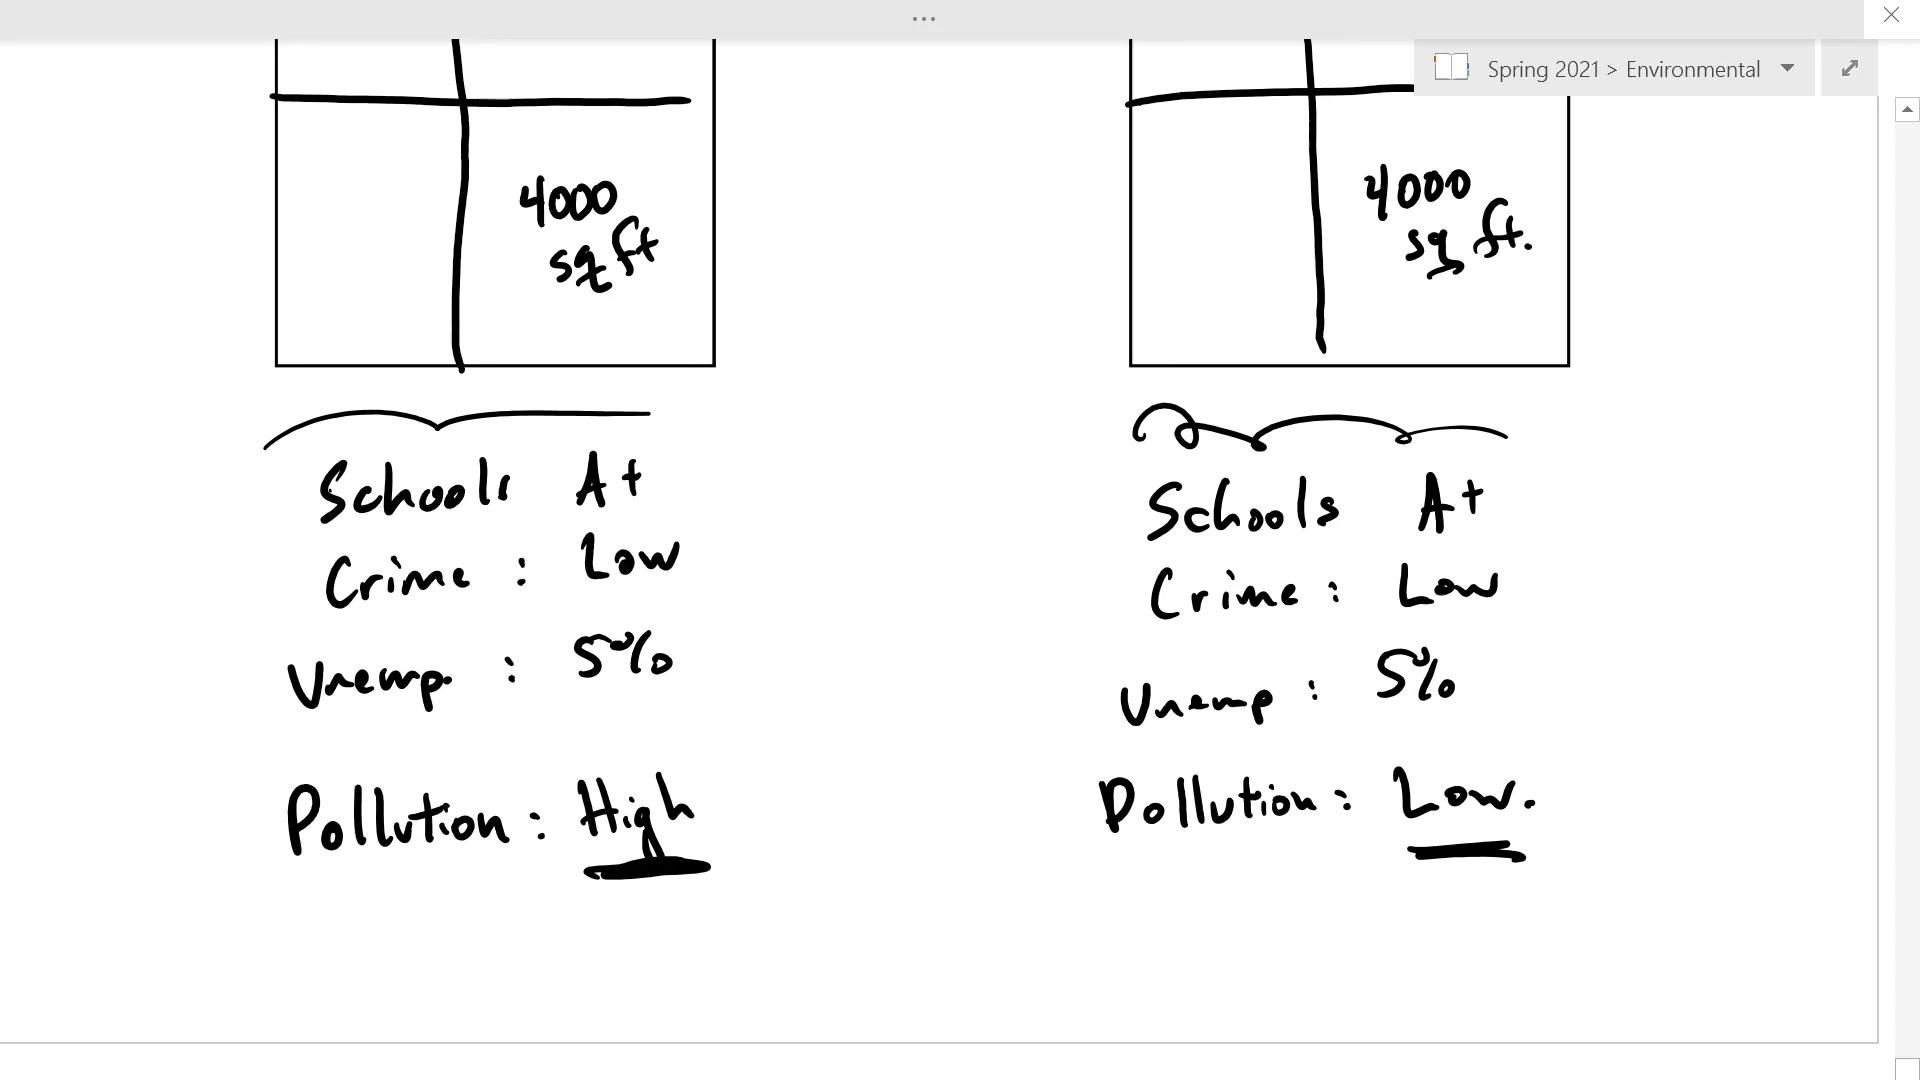 Spring 2021 > Environmental
4000
sq ft
4000
sq ft.
Schools A+
Crime : Low
Unemp. : 5%
Pollution : High
Schools A+
Crime : Low
Unemp : 5%
Pollution : Low.